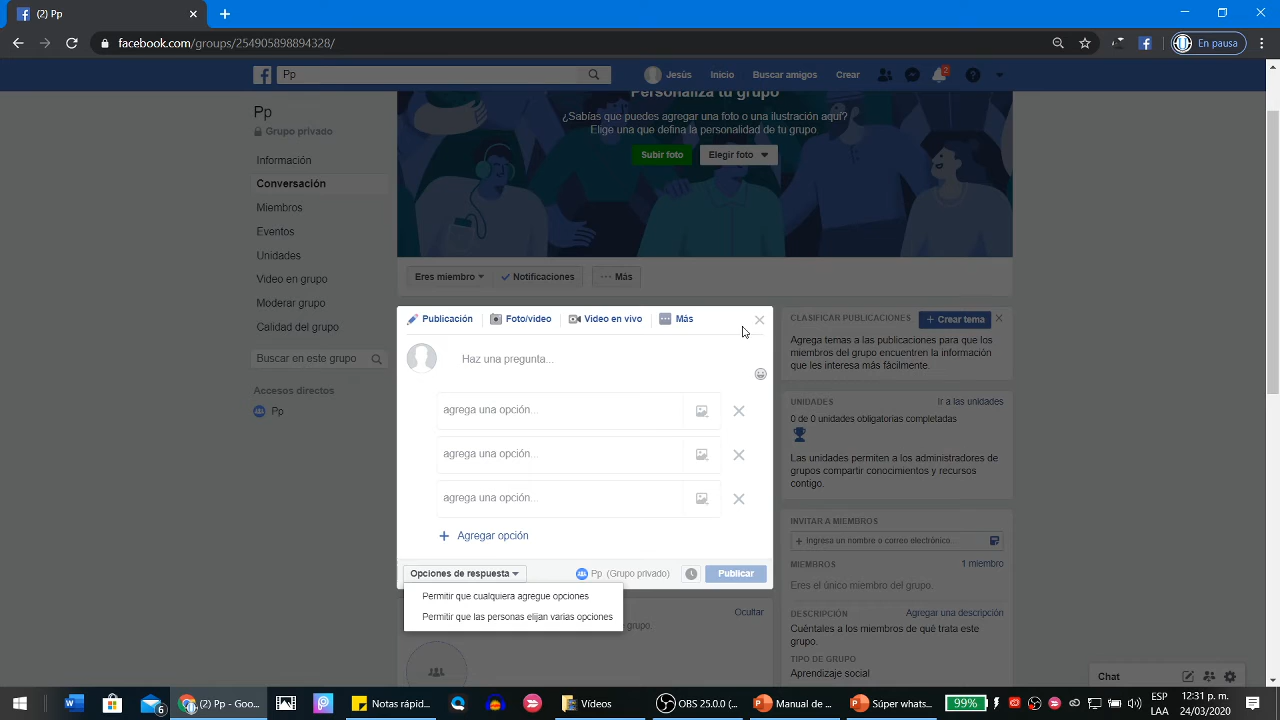 (2) Pp
facebook.com/groups/254905898894328/
En pausa
Pp
Jesùs
Inicio
Buscar amigos
Crear
2
Pp
Grupo privado
Información
Conversación
Miembros
Eventos
Unidades
Video en grupo
Moderar grupo
Calidad del grupo
Buscar en este grupo
Accesos directos
Pp
Personaliza tu grupo
¿Sabías que puedes agregar una foto o una ilustración aquí?
Elige una que defina la personalidad de tu grupo
Subir foto
Elegir foto
Eres miembro
Notificaciones
Más
Publicación
Foto/video
Video en vivo
Más
Haz una pregunta...
agrega una opción...
agrega una opción...
agrega una opción...
Agregar opción
Opciones de respuesta
Pp (Grupo privado)
Publicar
Permitir que cualquiera agregue opciones
Permitir que las personas elijan varias opciones
Ocultar
grupo.
CLASIFICAR PUBLICACIONES
+ Crear tema
Agrega temas a las publicaciones para que los
miembros del grupo encuentren la información
que les interesa más fácilmente.
UNIDADES
Ir a las unidades
0 de 0 unidades obligatorias completadas
Las unidades permiten a los administradores de
grupos compartir conocimientos y recursos
contigo.
INVITAR A MIEMBROS
+ Ingresa un nombre o correo electrónico...
MIEMBROS
1 miembro
Eres el único miembro del grupo.
DESCRIPCIÓN
Agregar una descripción
Cuéntales a los miembros de qué trata este
grupo.
TIPO DE GRUPO
Aprendizaje social
Chat
6
(2) Pp - Goo...
Notas rápid...
Vídeos
OBS 25.0.0 (...
Manual de ...
Súper whats...
99%
ESP
LAA
12:31 p. m.
24/03/2020